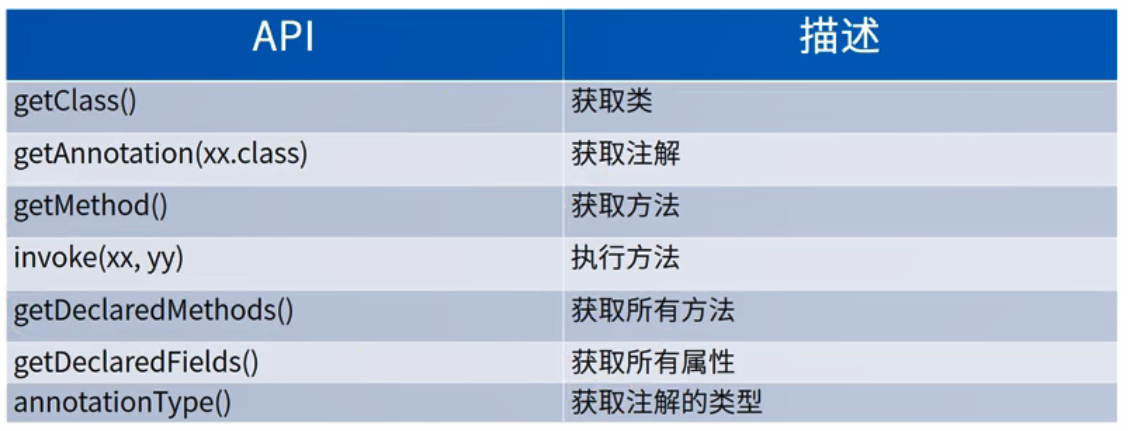 API 描述
getClass() 获取类
getAnnotation(xx.class) 获取注解
getMethod() 获取方法
invoke(xx, yy) 执行方法
getDeclaredMethods() 获取所有方法
getDeclaredFields() 获取所有属性
annotationType() 获取注解的类型